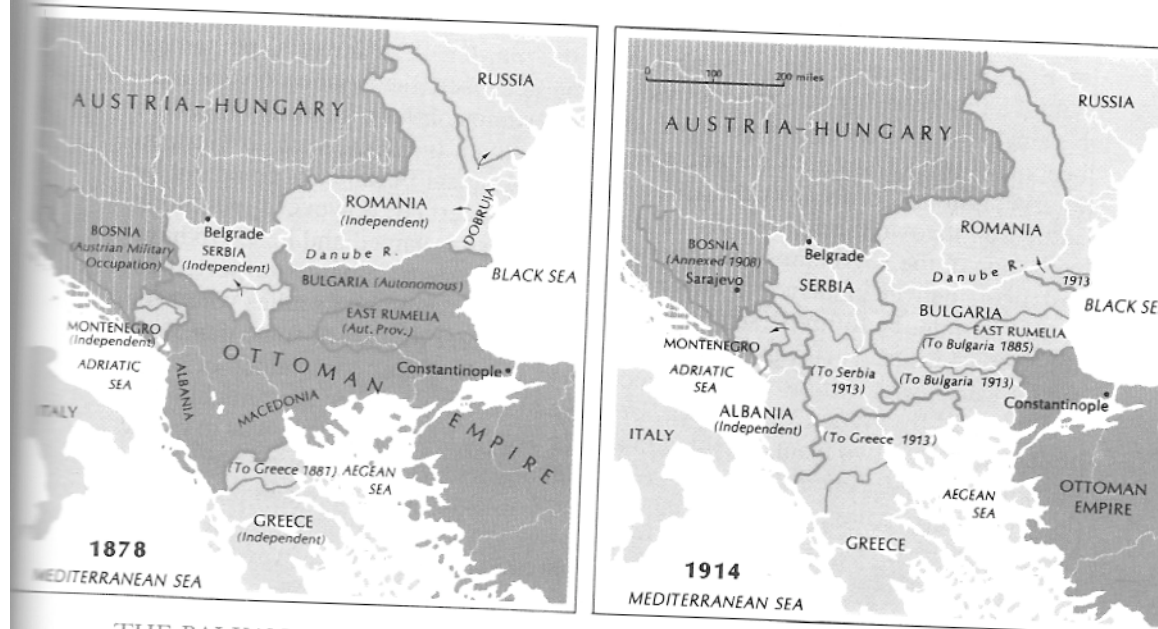 RUSSIA
AUSTRIA-HUNGARY
ROMANIA
(Independent)
DOBRUJA
BOSNIA
(Austrian Military
Occupation)
Belgrade
SERBIA
(Independent)
Danube R.
BULGARIA (Autonomous)
BLACK SEA
EAST RUMELIA
(Aut. Prov.)
MONTENEGRO
(Independent)
OTTOMAN EMPIRE
Constantinople
ADRIATIC
SEA
ALBANIA
MACEDONIA
ITALY
(To Greece 1881)
AEGEAN
SEA
GREECE
(Independent)
1878
MEDITERRANEAN SEA
0 100 200 miles
RUSSIA
AUSTRIA-HUNGARY
ROMANIA
BOSNIA
(Annexed 1908)
Sarajevo
Belgrade
SERBIA
Danube R.
1913
BULGARIA
BLACK SE
EAST RUMELIA
(To Bulgaria 1885)
MONTENEGRO
ADRIATIC
SEA
(To Serbia
1913)
(To Bulgaria 1913)
Constantinople
ALBANIA
(Independent)
(To Greece 1913)
ITALY
AEGEAN
SEA
OTTOMAN
EMPIRE
GREECE
1914
MEDITERRANEAN SEA